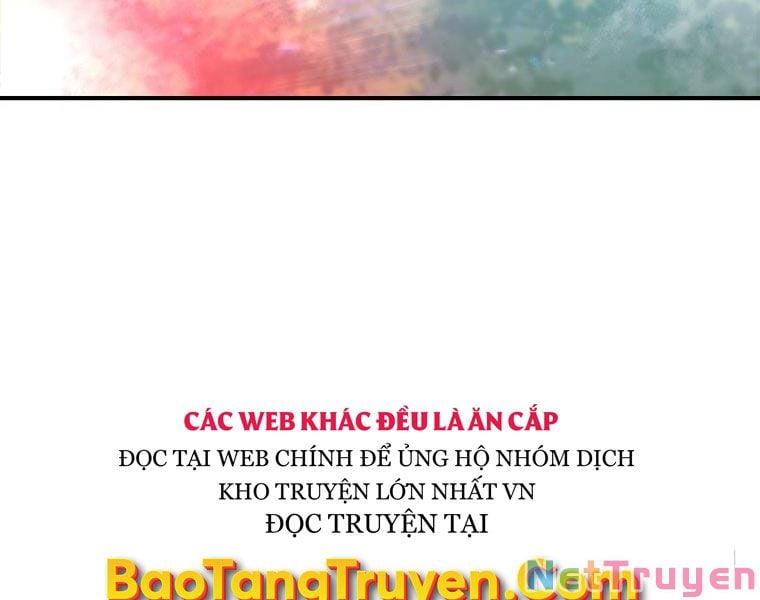 CÁC WEB KHÁC ĐỀU LÀ ĂN CẮP
ĐỌC TẠI WEB CHÍNH ĐỂ ỦNG HỘ NHÓM DỊCH
KHO TRUYỆN LỚN NHẤT VN
ĐỌC TRUYỆN TẠI
BaoTangTruyen.Com
NetTruyen